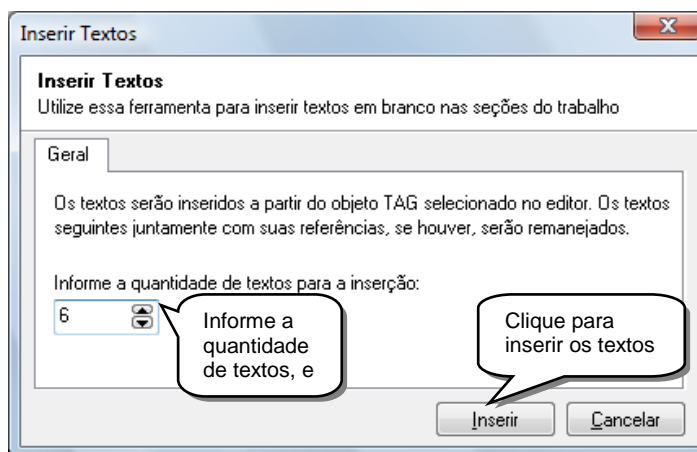 Inserir Textos
Inserir Textos
Utilize essa ferramenta para inserir textos em branco nas seções do trabalho
Geral
Os textos serão inseridos a partir do objeto TAG selecionado no editor. Os textos
seguintes juntamente com suas referências, se houver, serão remanejados.
Informe a quantidade de textos para a inserção:
6
Informe a
quantidade
de textos, e
Clique para
inserir os textos
Inserir
Cancelar